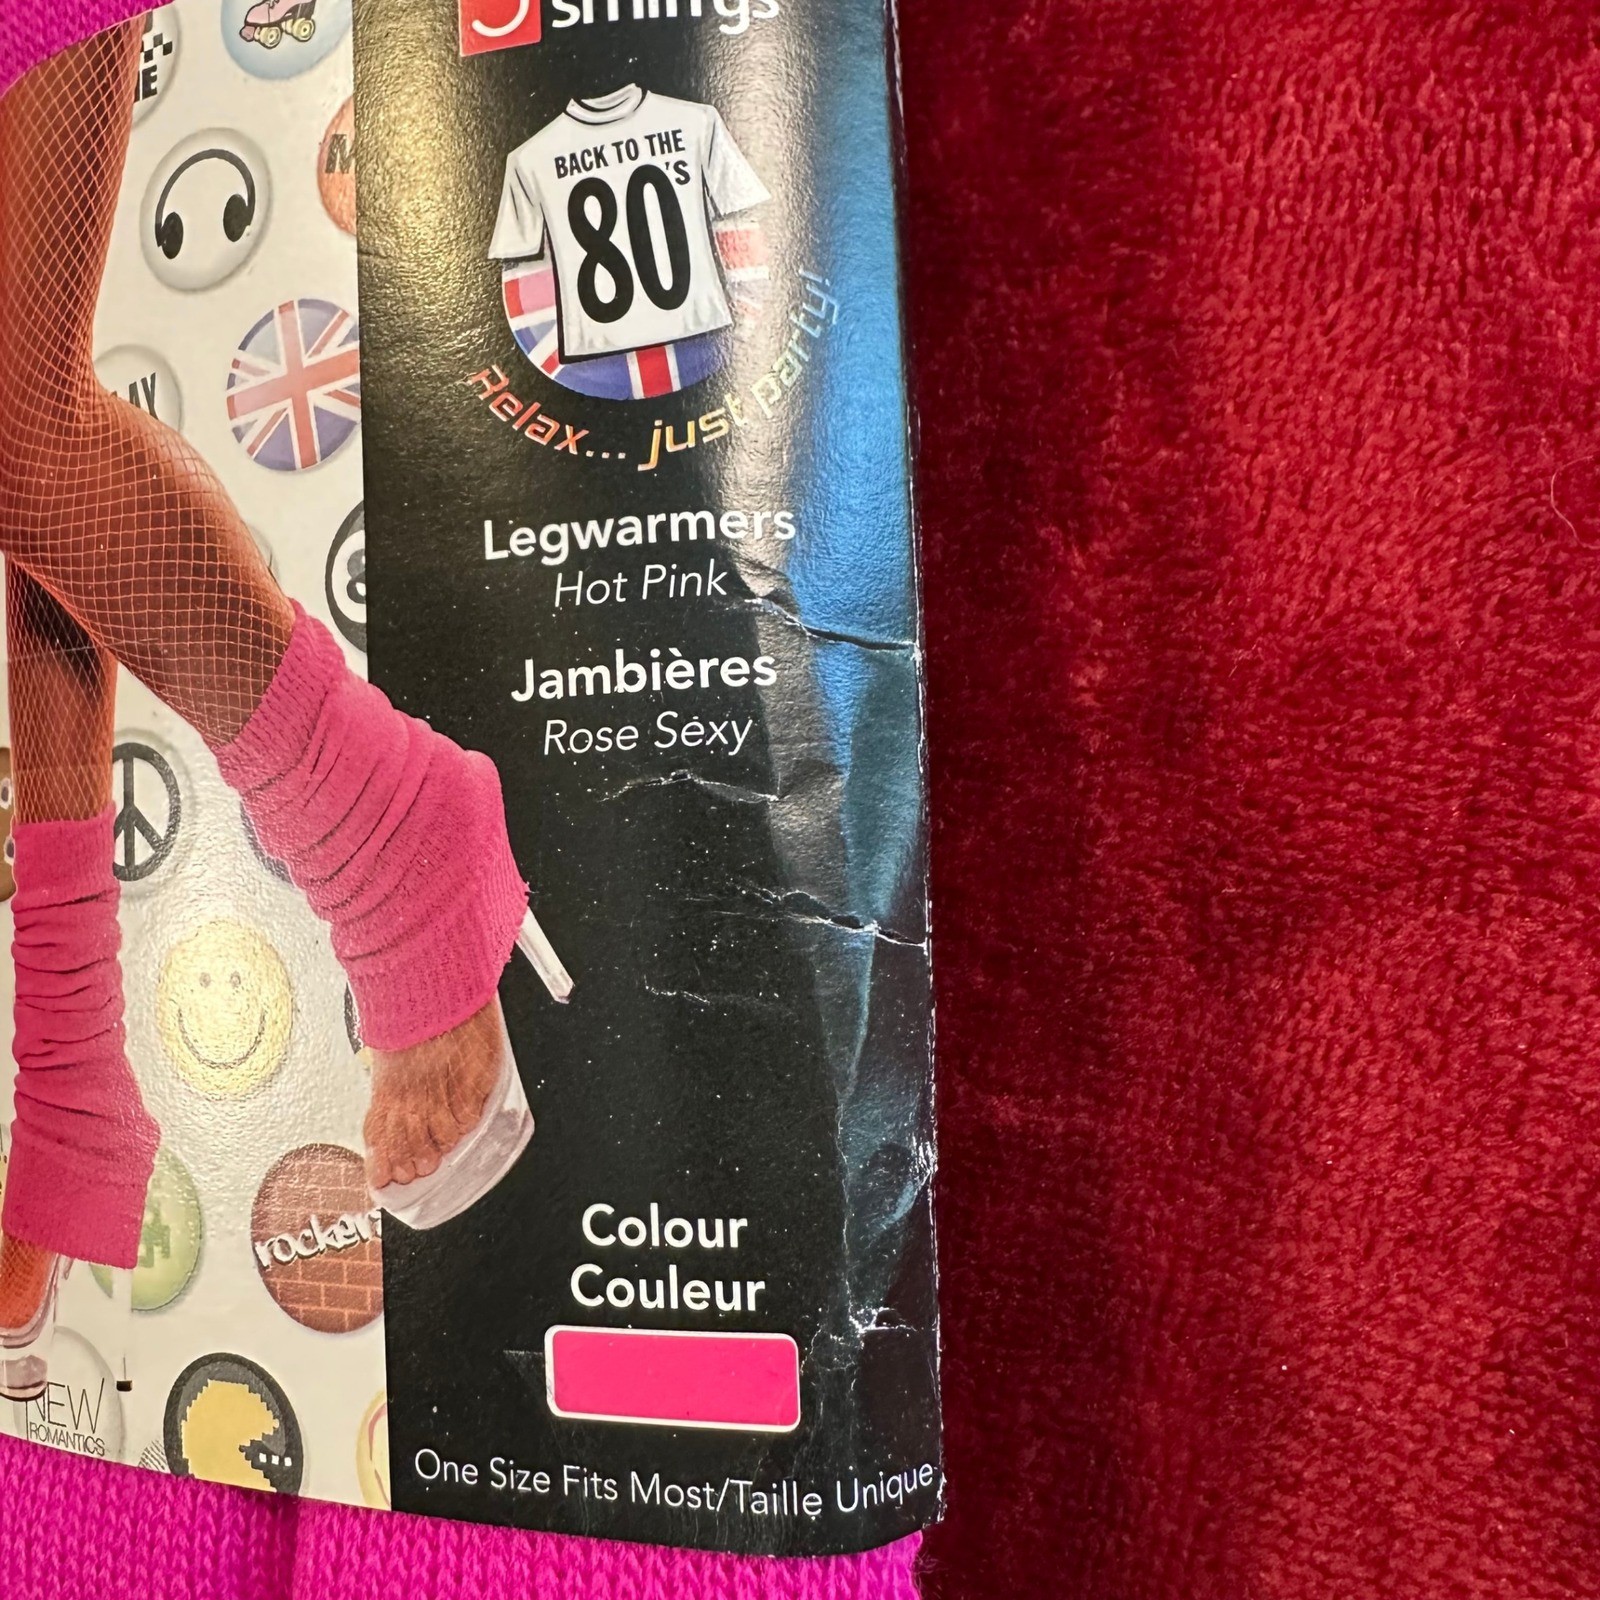 smiffys
BACK TO THE
80'S
Relax... just party!
Legwarmers
Hot Pink
Jambières
Rose Sexy
rockers
Colour
Couleur
NEW
ROMANTICS
One Size Fits Most/Taille Unique